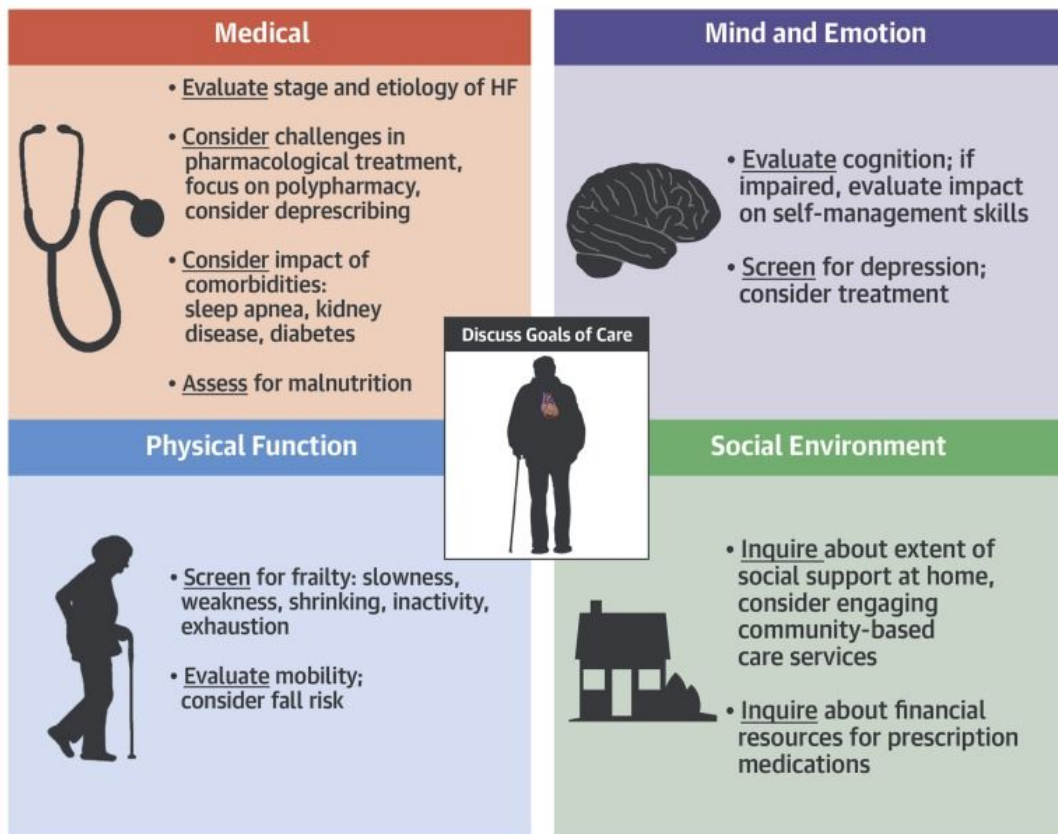 Medical
• Evaluate stage and etiology of HF
• Consider challenges in
pharmacological treatment,
focus on polypharmacy,
consider deprescribing
• Consider impact of
comorbidities:
sleep apnea, kidney
disease, diabetes
• Assess for malnutrition
Mind and Emotion
• Evaluate cognition; if
impaired, evaluate impact
on self-management skills
• Screen for depression;
consider treatment
Discuss Goals of Care
Physical Function
• Screen for frailty: slowness,
weakness, shrinking, inactivity,
exhaustion
• Evaluate mobility;
consider fall risk
Social Environment
• Inquire about extent of
social support at home,
consider engaging
community-based
care services
• Inquire about financial
resources for prescription
medications